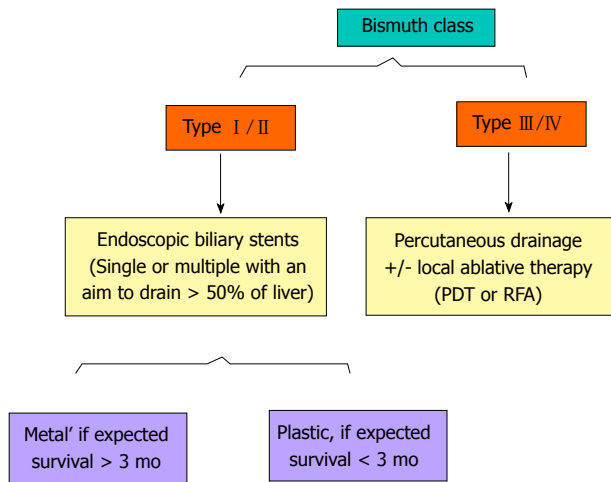 Bismuth class
Type Ⅰ/Ⅱ
Type Ⅲ/Ⅳ
Endoscopic biliary stents
(Single or multiple with an
aim to drain > 50% of liver)
Percutaneous drainage
+/- local ablative therapy
(PDT or RFA)
Metal' if expected
survival > 3 mo
Plastic, if expected
survival < 3 mo